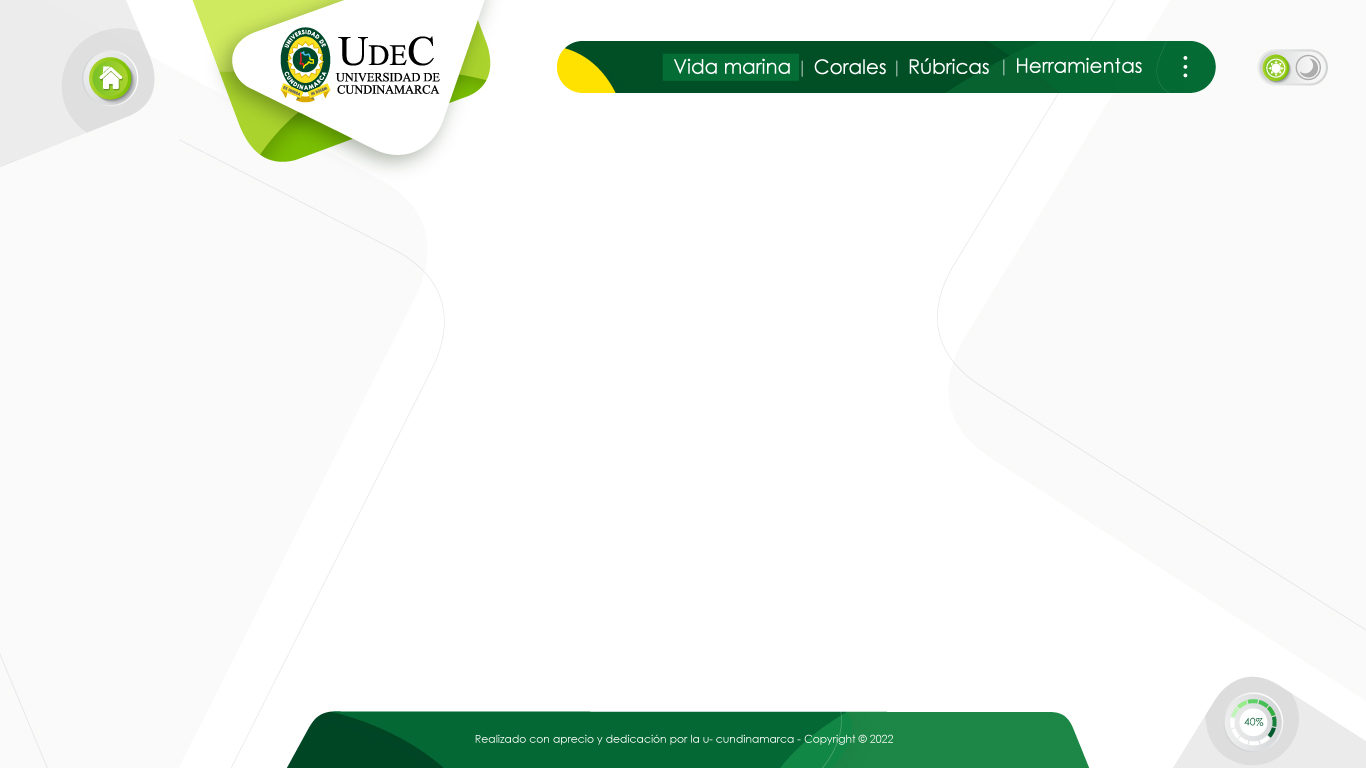 UNIVERSIDAD DE
CUNDINAMARCA
UDEC
UNIVERSIDAD DE
CUNDINAMARCA
Vida marina | Corales | Rúbricas | Herramientas
Realizado con aprecio y dedicación por la u- cundinamarca - Copyright © 2022
40%